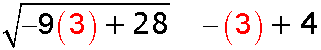 √-9(3) + 28   -(3) + 4